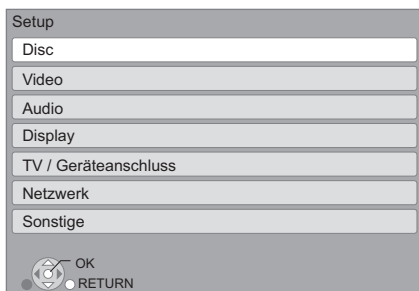 Setup
Disc
Video
Audio
Display
TV / Geräteanschluss
Netzwerk
Sonstige
OK
RETURN